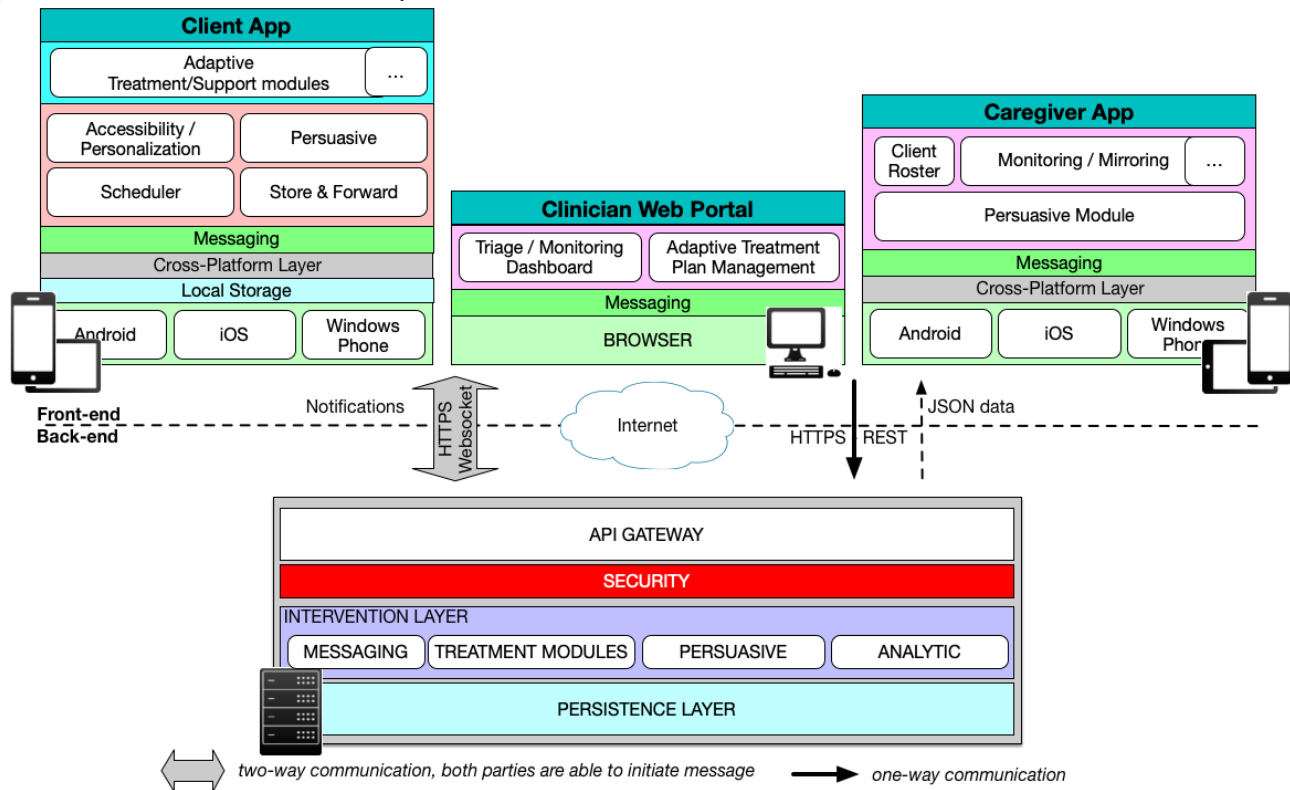 Client App
Adaptive
Treatment/Support modules
...
Accessibility /
Personalization
Persuasive
Scheduler
Store & Forward
Messaging
Cross-Platform Layer
Local Storage
Android
iOS
Windows
Phone
Clinician Web Portal
Triage / Monitoring
Dashboard
Adaptive Treatment
Plan Management
Messaging
BROWSER
Caregiver App
Client
Roster
Monitoring / Mirroring
...
Persuasive Module
Messaging
Cross-Platform Layer
Android
iOS
Windows
Phone
Front-end
Back-end
Notifications
HTTPS
Websocket
Internet
HTTPS - REST
JSON data
API GATEWAY
SECURITY
INTERVENTION LAYER
MESSAGING
TREATMENT MODULES
PERSUASIVE
ANALYTIC
PERSISTENCE LAYER
two-way communication, both parties are able to initiate message
one-way communication